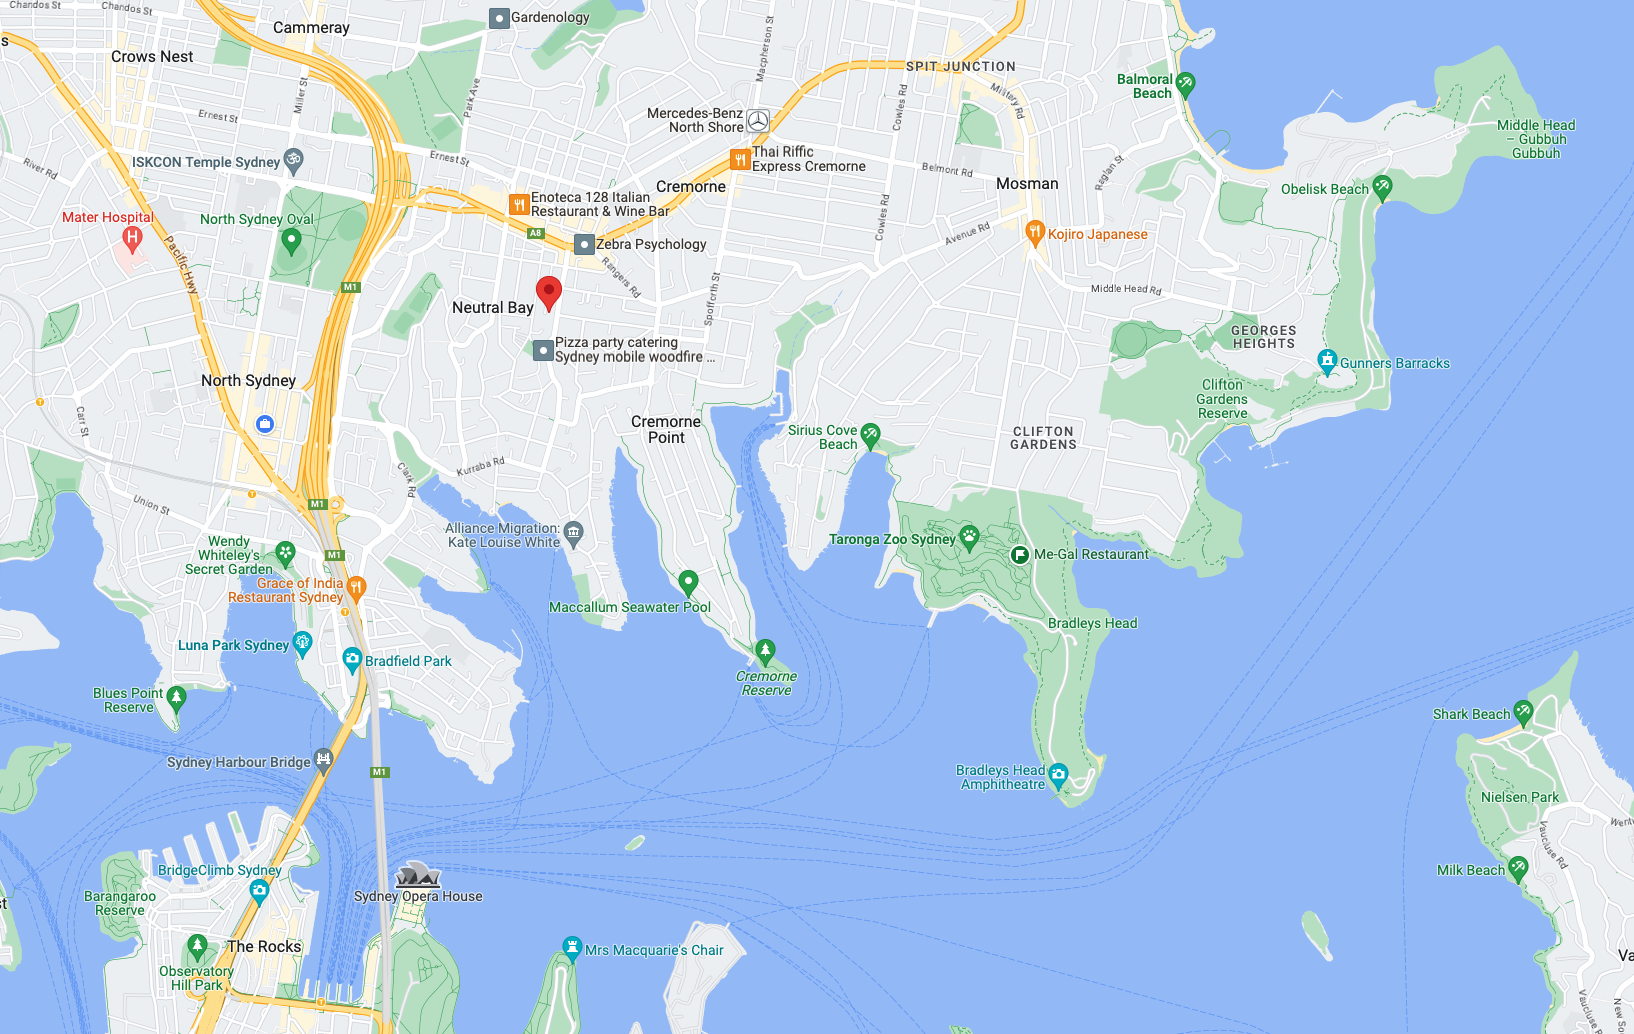 Chandos St
Chandos St
Cammeray
Gardenology
s
Crows Nest
Macpherson St
SPIT JUNCTION
Balmoral
Beach
Miller St
Park Ave
Military Rd
Cowles Rd
Ernest St
Mercedes-Benz
North Shore
Middle Head
– Gubbuh
Gubbuh
River Rd
ISKCON Temple Sydney
Ernest St
Thai Riffic
Express Cremorne
Belmont Rd
Raglan St
Cremorne
Mosman
Obelisk Beach
Enoteca 128 Italian
Restaurant & Wine Bar
Mater Hospital
North Sydney Oval
Cowles Rd
Avenue Rd
Kojiro Japanese
A8
Zebra Psychology
Pacific Hwy
Rangers Rd
M1
Spofforth St
Middle Head Rd
Neutral Bay
GEORGES
HEIGHTS
Pizza party catering
Sydney mobile woodfire ...
Gunners Barracks
North Sydney
Clifton
Gardens
Reserve
Carr St
Cremorne
Point
Sirius Cove
Beach
CLIFTON
GARDENS
Kurraba Rd
Clark Rd
Union St
M1
Alliance Migration:
Kate Louise White
Wendy
Whiteley's
Secret Garden
M1
Taronga Zoo Sydney
Me-Gal Restaurant
Grace of India
Restaurant Sydney
Maccallum Seawater Pool
Bradleys Head
Luna Park Sydney
Bradfield Park
Cremorne
Reserve
Blues Point
Reserve
Shark Beach
Sydney Harbour Bridge
M1
Bradleys Head
Amphitheatre
Nielsen Park
Vaucluse Rd
Went
BridgeClimb Sydney
Milk Beach
Barangaroo
Reserve
Sydney Opera House
st
The Rocks
Mrs Macquarie's Chair
Va
Observatory
Hill Park
Vaucluse Rd
New So